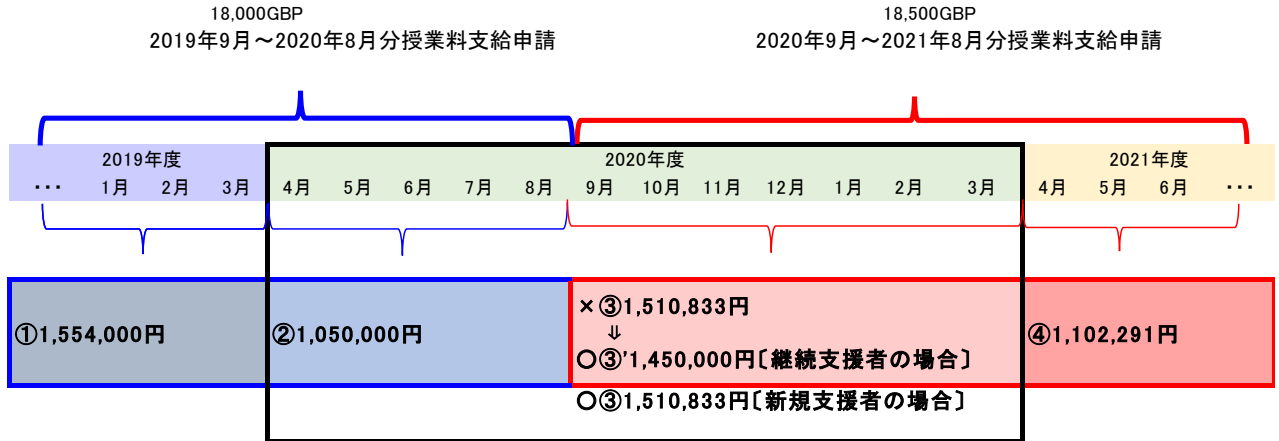 18,000GBP
2019年9月～2020年8月分授業料支給申請
18,500GBP
2020年9月～2021年8月分授業料支給申請
2019年度
2020年度
2021年度
… 1月 2月 3月 4月 5月 6月 7月 8月 9月 10月 11月 12月 1月 2月 3月 4月 5月 6月 …
①1,554,000円
②1,050,000円
×③1,510,833円
⇓
○③'1,450,000円〔継続支援者の場合〕
○③1,510,833円〔新規支援者の場合〕
④1,102,291円